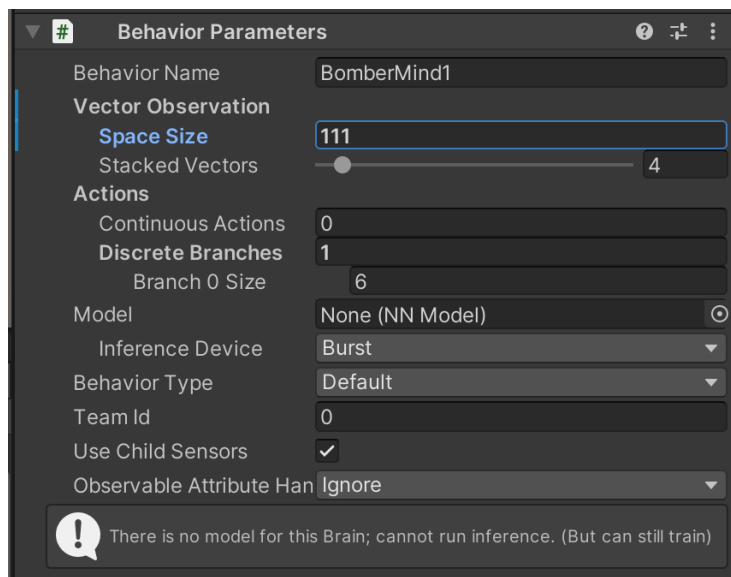 # Behavior Parameters
Behavior Name BomberMind1
Vector Observation
Space Size 111
Stacked Vectors 4
Actions
Continuous Actions 0
Discrete Branches 1
Branch 0 Size 6
Model None (NN Model)
Inference Device Burst
Behavior Type Default
Team Id 0
Use Child Sensors
Observable Attribute Han Ignore
There is no model for this Brain; cannot run inference. (But can still train)